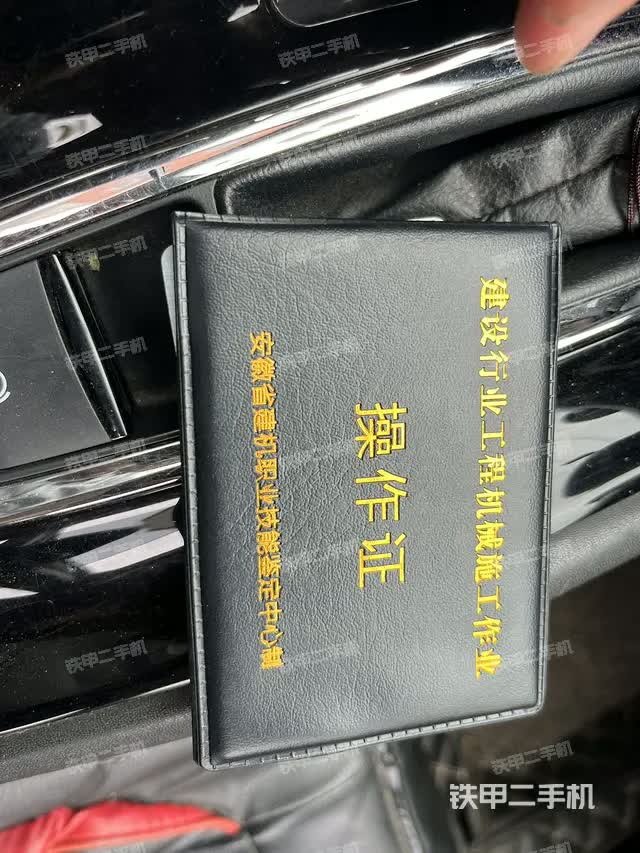 建设行业工程机械施工作业
操作证
安徽省建机职业技能鉴定中心制
铁甲二手机